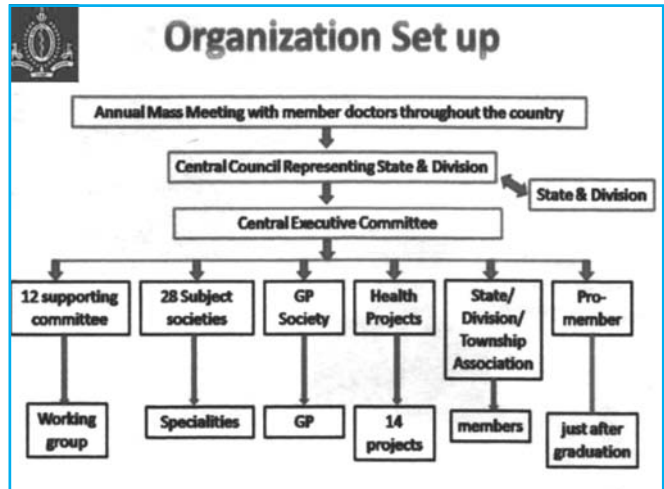 Organization Set up
Annual Mass Meeting with member doctors throughout the country
Central Council Representing State & Division
State & Division
Central Executive Committee
12 supporting
committee
28 Subject
societies
GP
Society
Health
Projects
State/
Division/
Township
Association
Pro-
member
Working
group
Specialities
GP
14
projects
members
just after
graduation